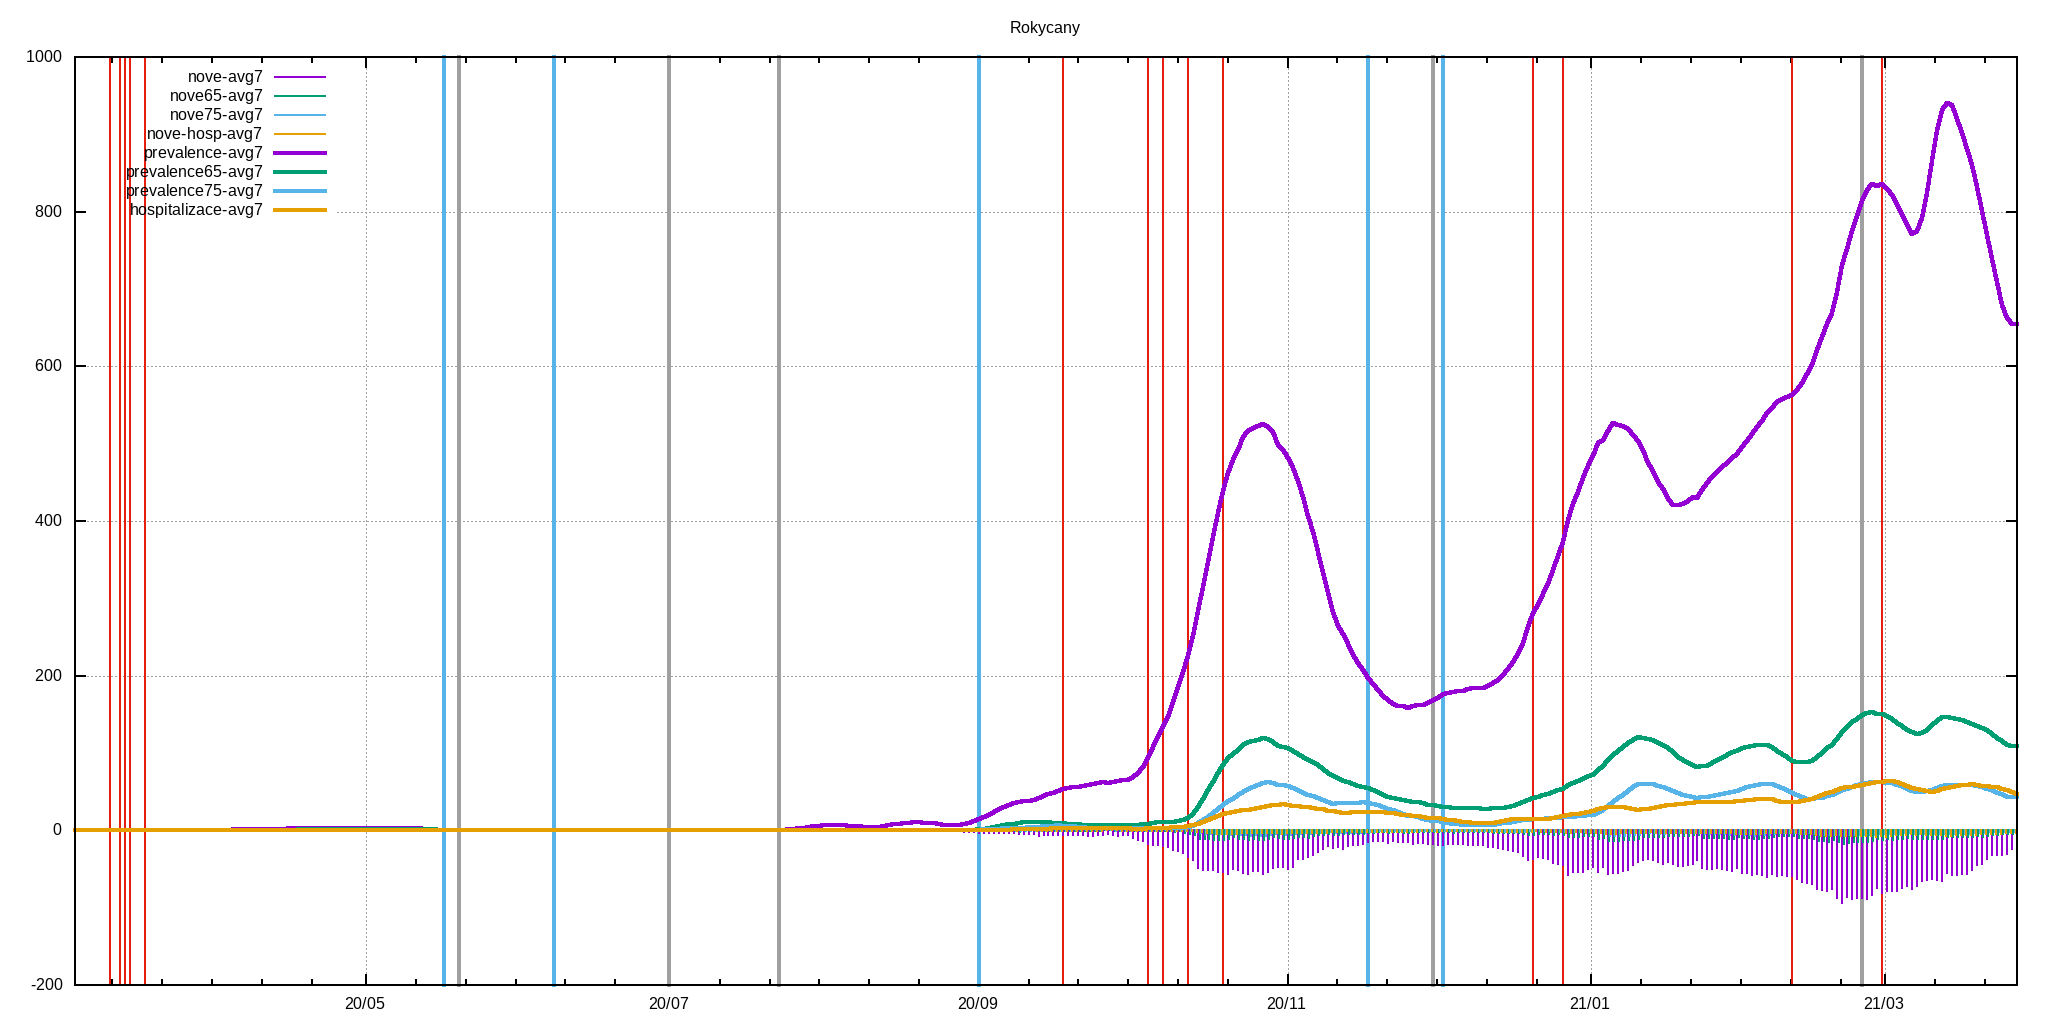 Rokycany
1000
800
600
400
200
0
-200
nove-avg7
nove65-avg7
nove75-avg7
nove-hosp-avg7
prevalence-avg7
prevalence65-avg7
prevalence75-avg7
hospitalizace-avg7
20/05 20/07 20/09 20/11 21/01 21/03